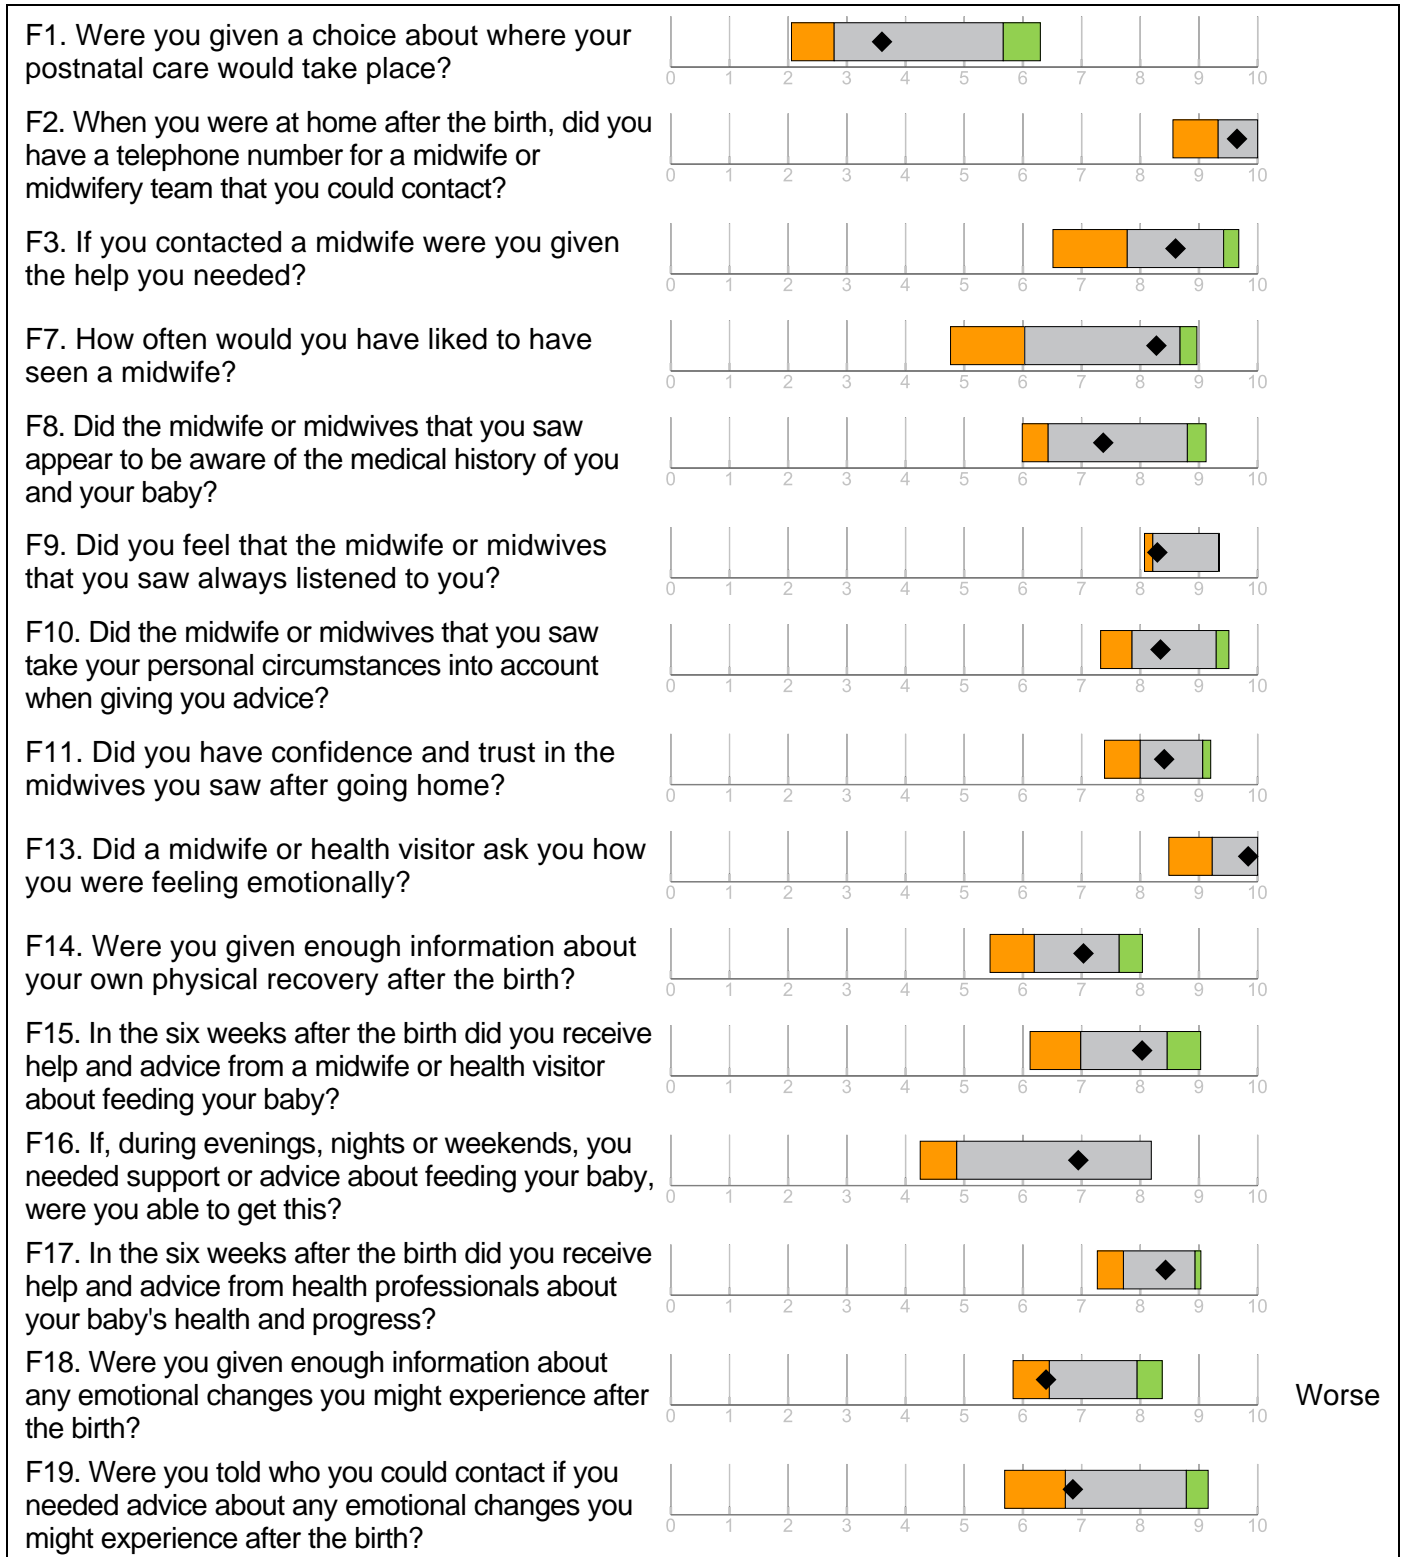 F1. Were you given a choice about where your
postnatal care would take place?
0 1 2 3 4 5 6 7 8 9 10
F2. When you were at home after the birth, did you
have a telephone number for a midwife or
midwifery team that you could contact?
0 1 2 3 4 5 6 7 8 9 10
F3. If you contacted a midwife were you given
the help you needed?
0 1 2 3 4 5 6 7 8 9 10
F7. How often would you have liked to have
seen a midwife?
0 1 2 3 4 5 6 7 8 9 10
F8. Did the midwife or midwives that you saw
appear to be aware of the medical history of you
and your baby?
0 1 2 3 4 5 6 7 8 9 10
F9. Did you feel that the midwife or midwives
that you saw always listened to you?
0 1 2 3 4 5 6 7 8 9 10
F10. Did the midwife or midwives that you saw
take your personal circumstances into account
when giving you advice?
0 1 2 3 4 5 6 7 8 9 10
F11. Did you have confidence and trust in the
midwives you saw after going home?
0 1 2 3 4 5 6 7 8 9 10
F13. Did a midwife or health visitor ask you how
you were feeling emotionally?
0 1 2 3 4 5 6 7 8 9 10
F14. Were you given enough information about
your own physical recovery after the birth?
0 1 2 3 4 5 6 7 8 9 10
F15. In the six weeks after the birth did you receive
help and advice from a midwife or health visitor
about feeding your baby?
0 1 2 3 4 5 6 7 8 9 10
F16. If, during evenings, nights or weekends, you
needed support or advice about feeding your baby,
were you able to get this?
0 1 2 3 4 5 6 7 8 9 10
F17. In the six weeks after the birth did you receive
help and advice from health professionals about
your baby's health and progress?
0 1 2 3 4 5 6 7 8 9 10
F18. Were you given enough information about
any emotional changes you might experience after
the birth?
0 1 2 3 4 5 6 7 8 9 10
Worse
F19. Were you told who you could contact if you
needed advice about any emotional changes you
might experience after the birth?
0 1 2 3 4 5 6 7 8 9 10